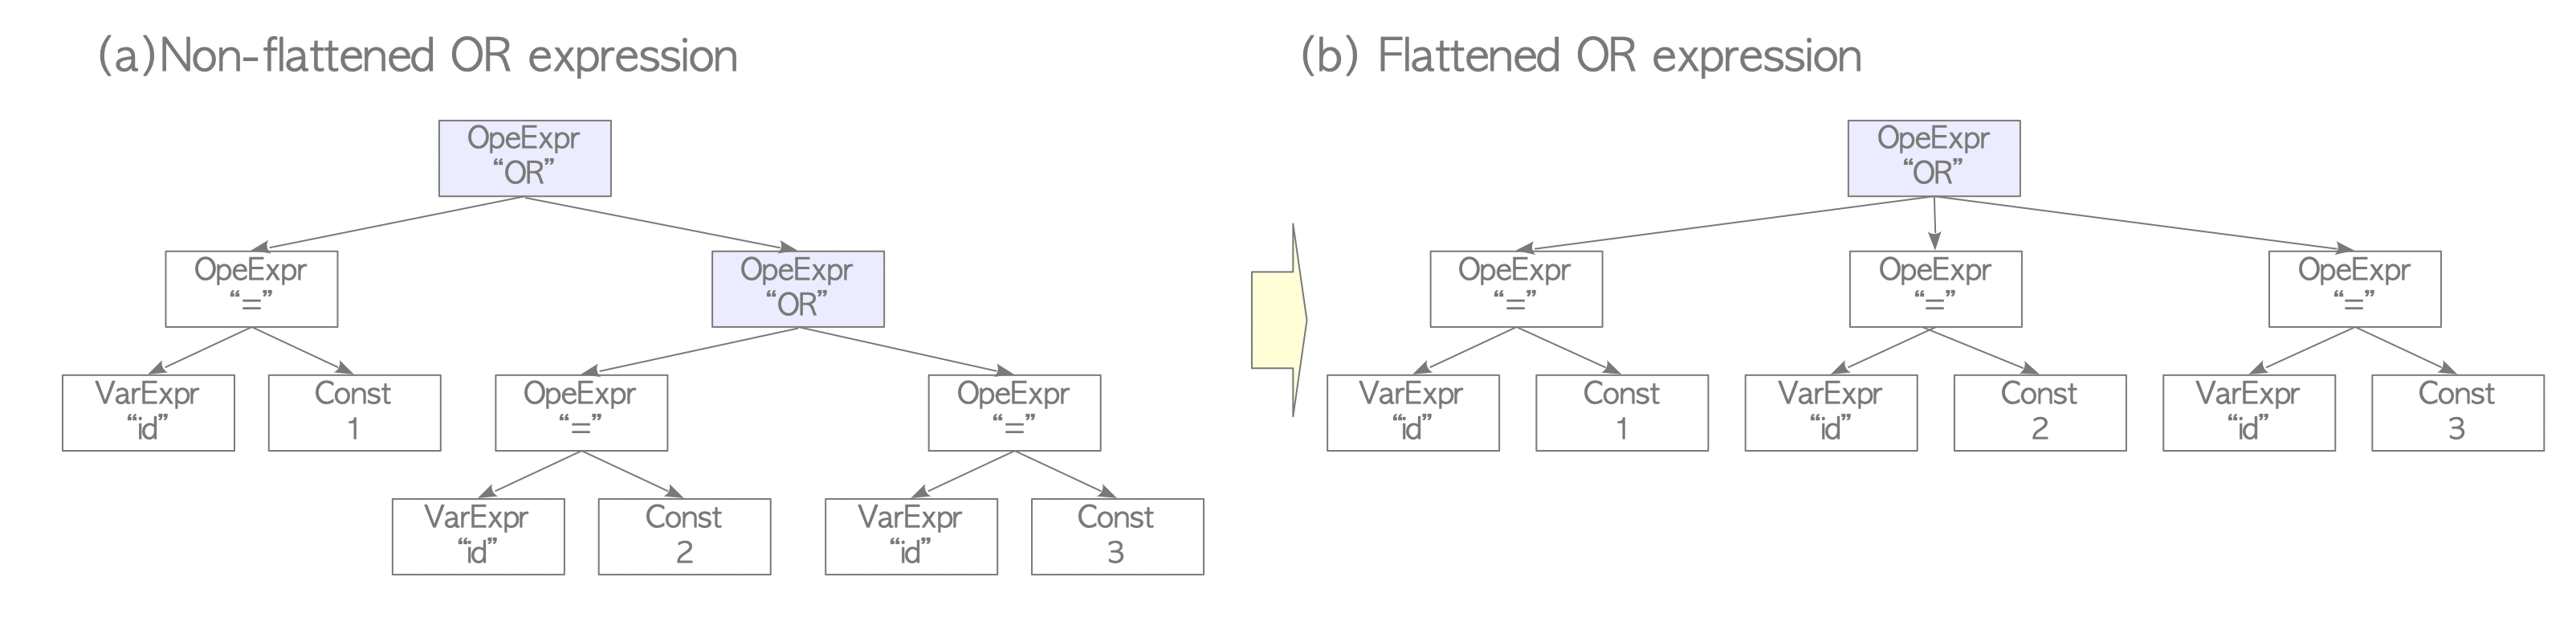 (a)Non-flattened OR expression
OpeExpr
“OR”
OpeExpr
“=”
OpeExpr
“OR”
VarExpr
“id”
Const
1
OpeExpr
“=”
OpeExpr
“=”
VarExpr
“id”
Const
2
VarExpr
“id”
Const
3
(b) Flattened OR expression
OpeExpr
“OR”
OpeExpr
“=”
OpeExpr
“=”
OpeExpr
“=”
VarExpr
“id”
Const
1
VarExpr
“id”
Const
2
VarExpr
“id”
Const
3